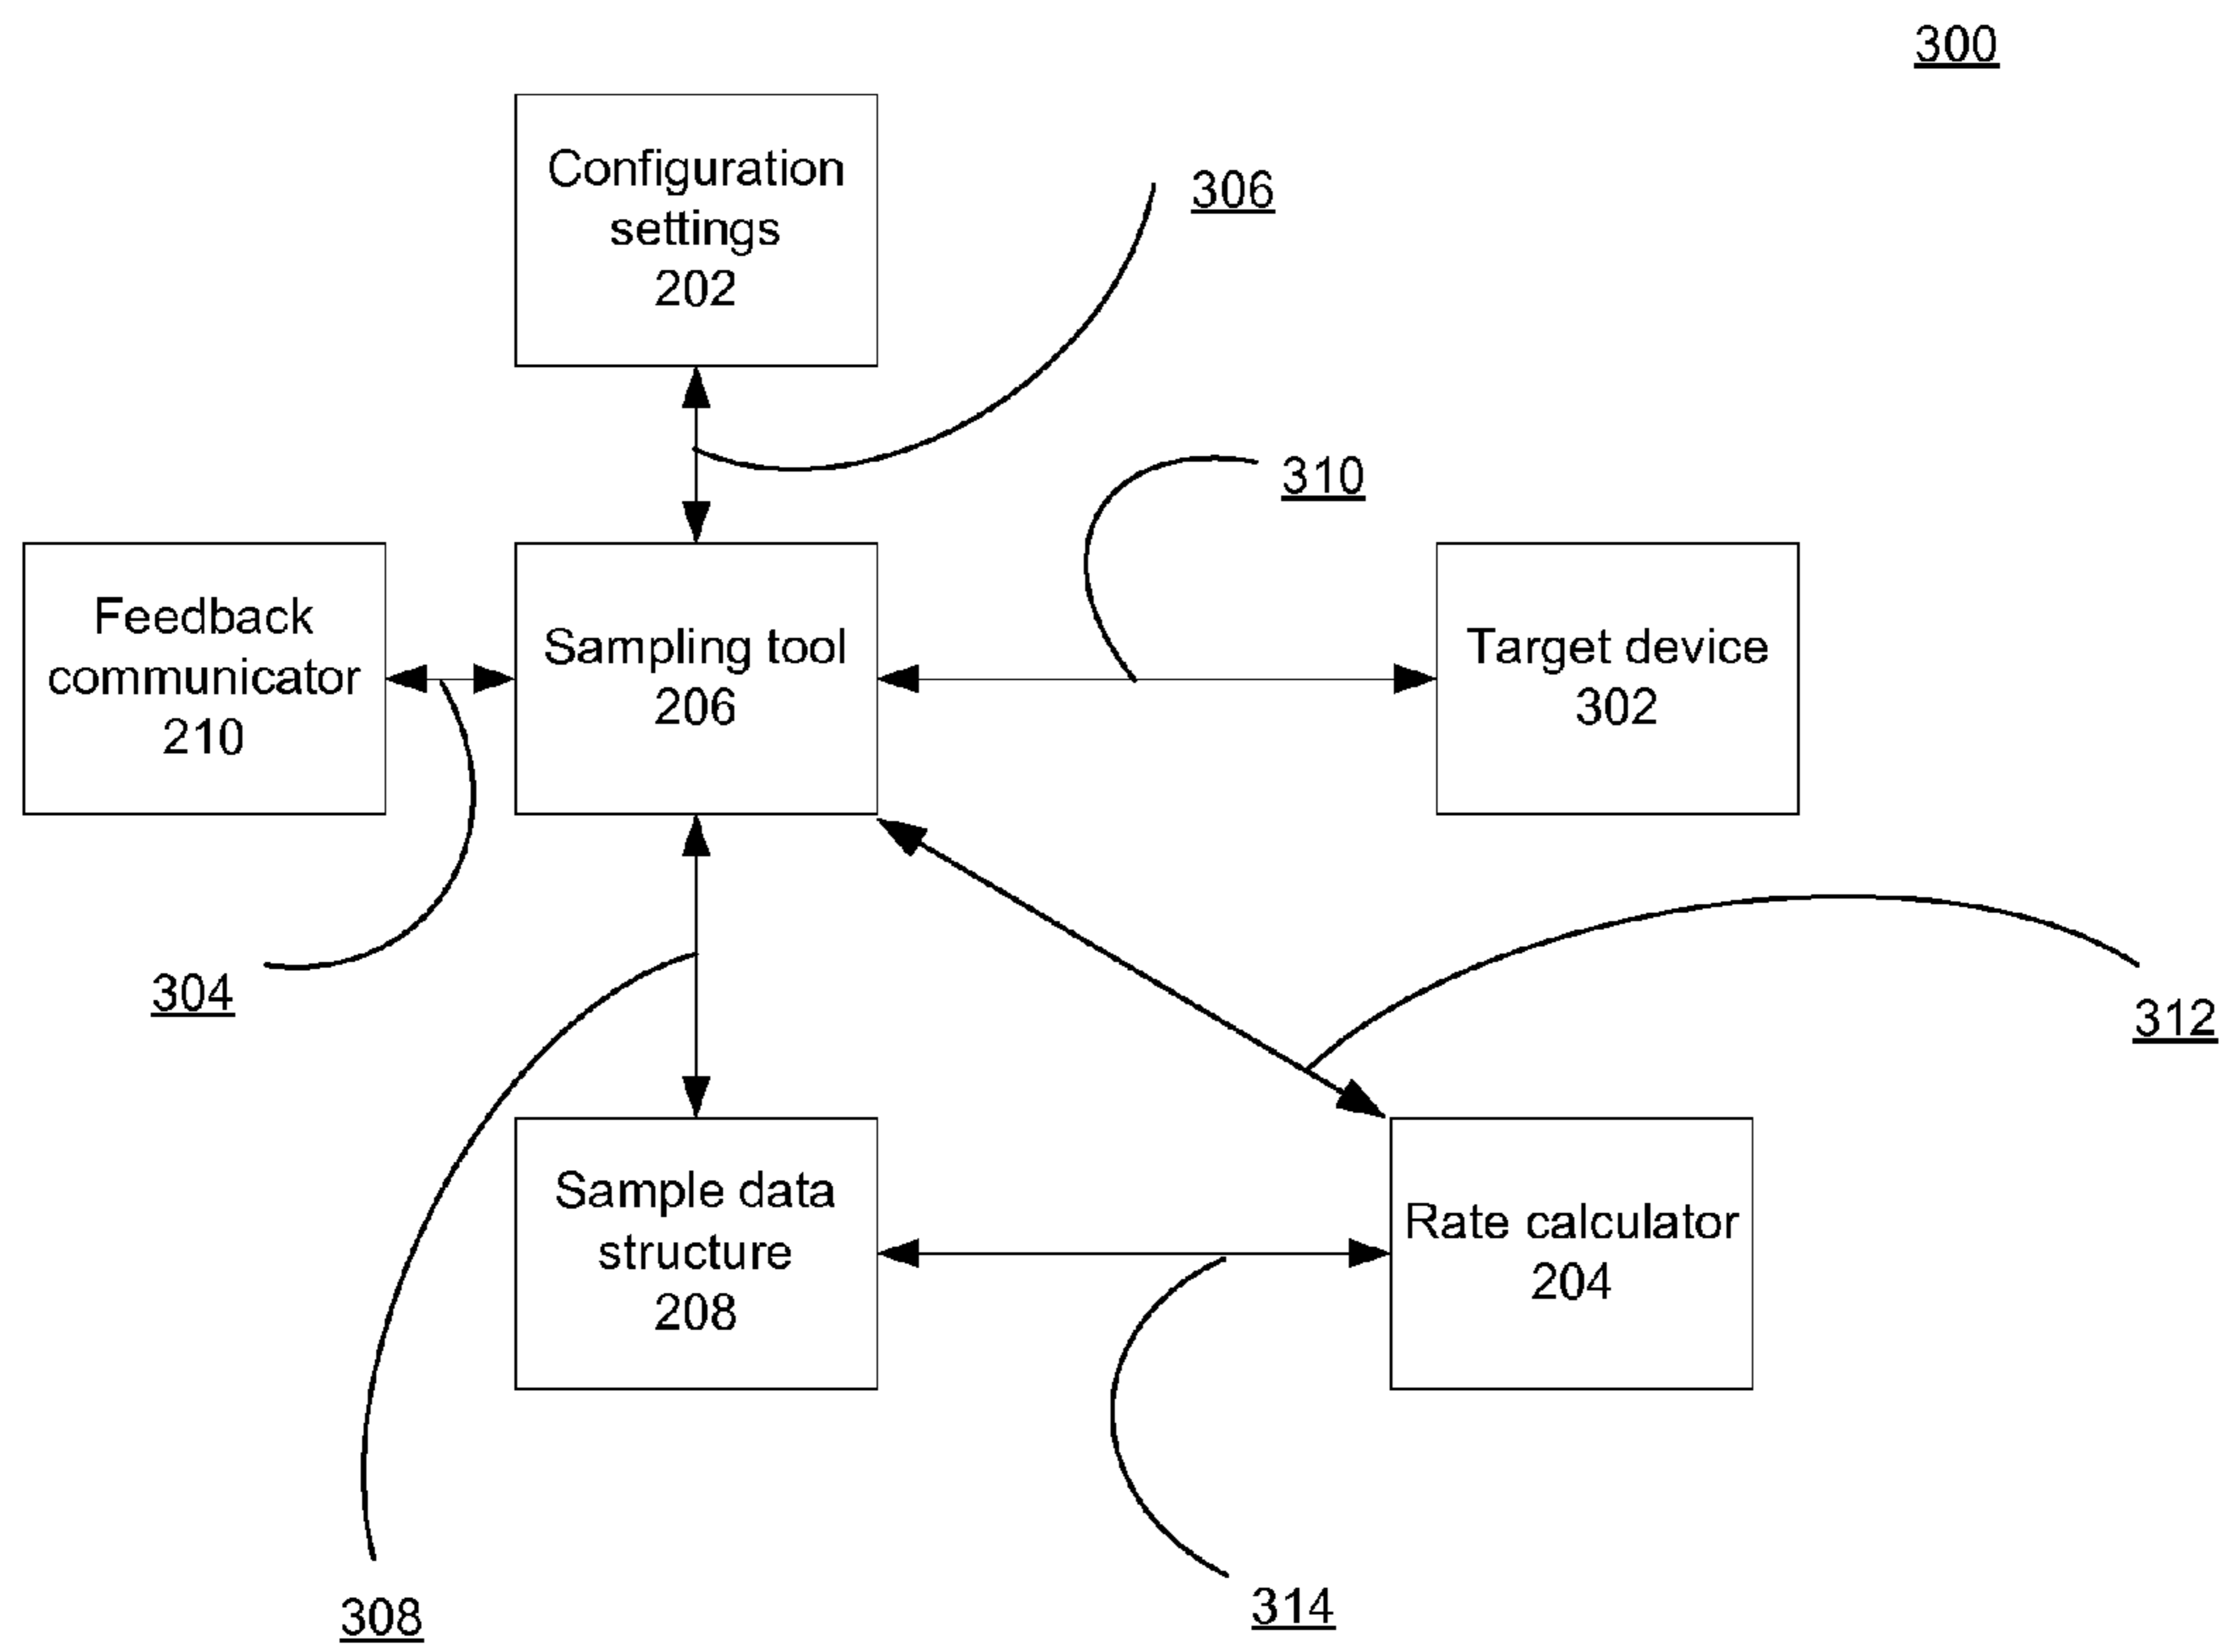 300
Configuration
settings
202
306
310
Feedback
communicator
210
Sampling tool
206
Target device
302
304
312
Sample data
structure
208
Rate calculator
204
308
314